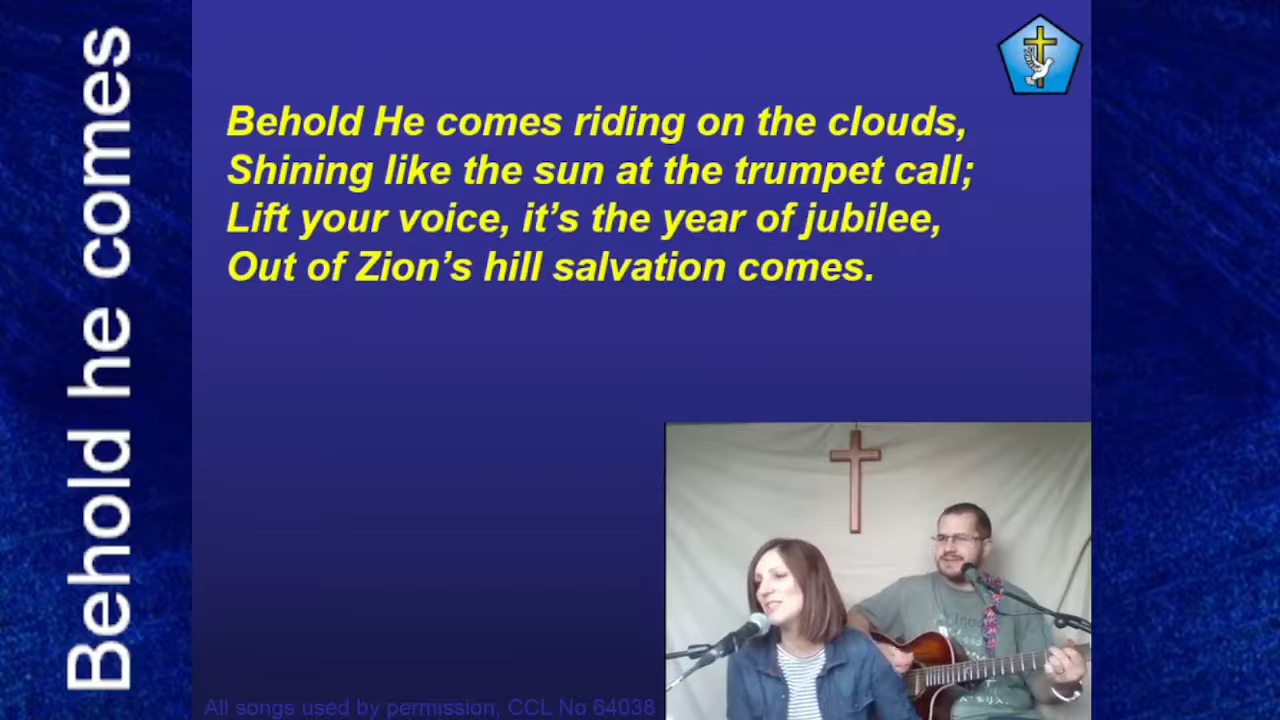 Behold he comes
Behold He comes riding on the clouds,
Shining like the sun at the trumpet call;
Lift your voice, it’s the year of jubilee,
Out of Zion’s hill salvation comes.
All songs used by permission, CCL No 64038